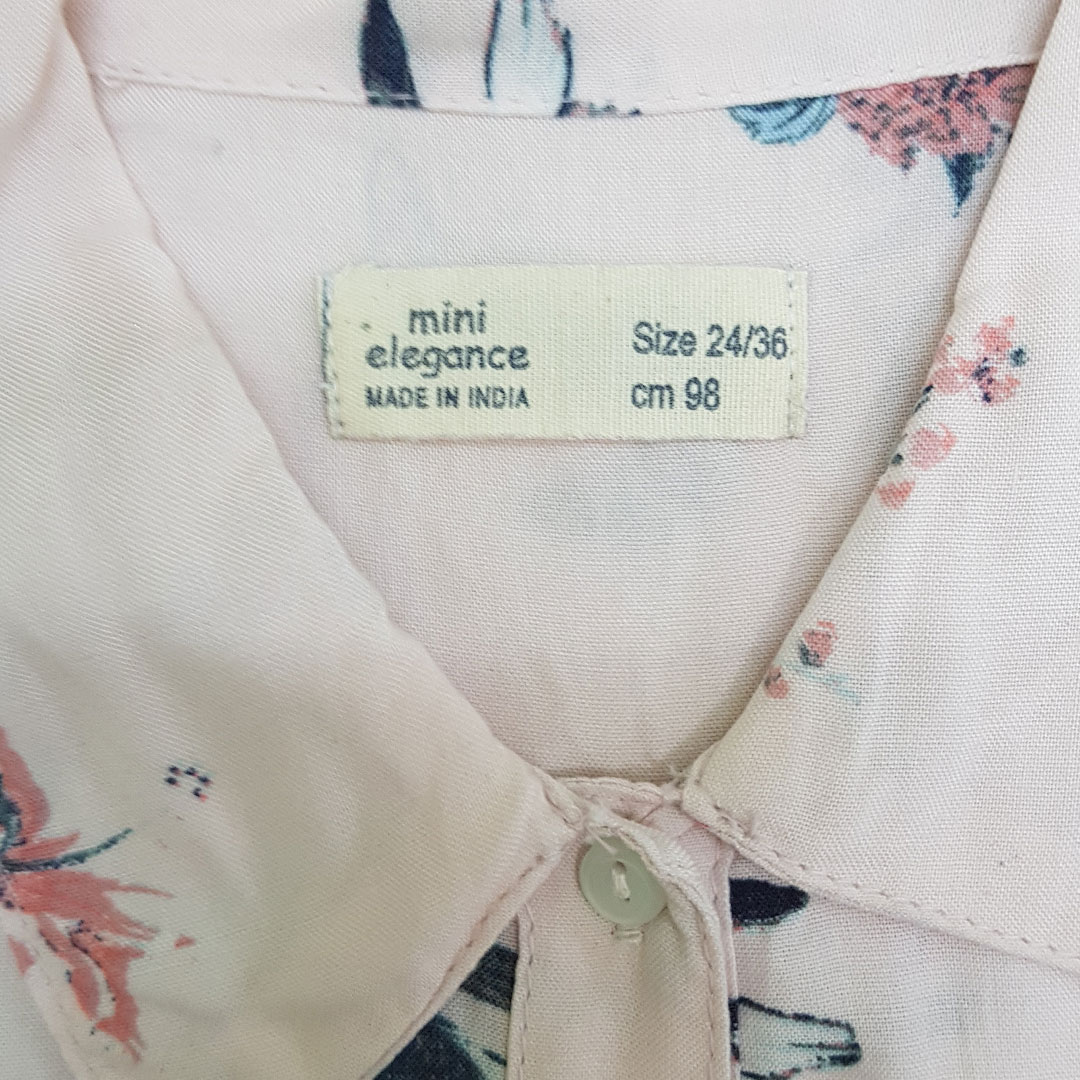 mini
elegance
MADE IN INDIA
Size 24/36
cm 98